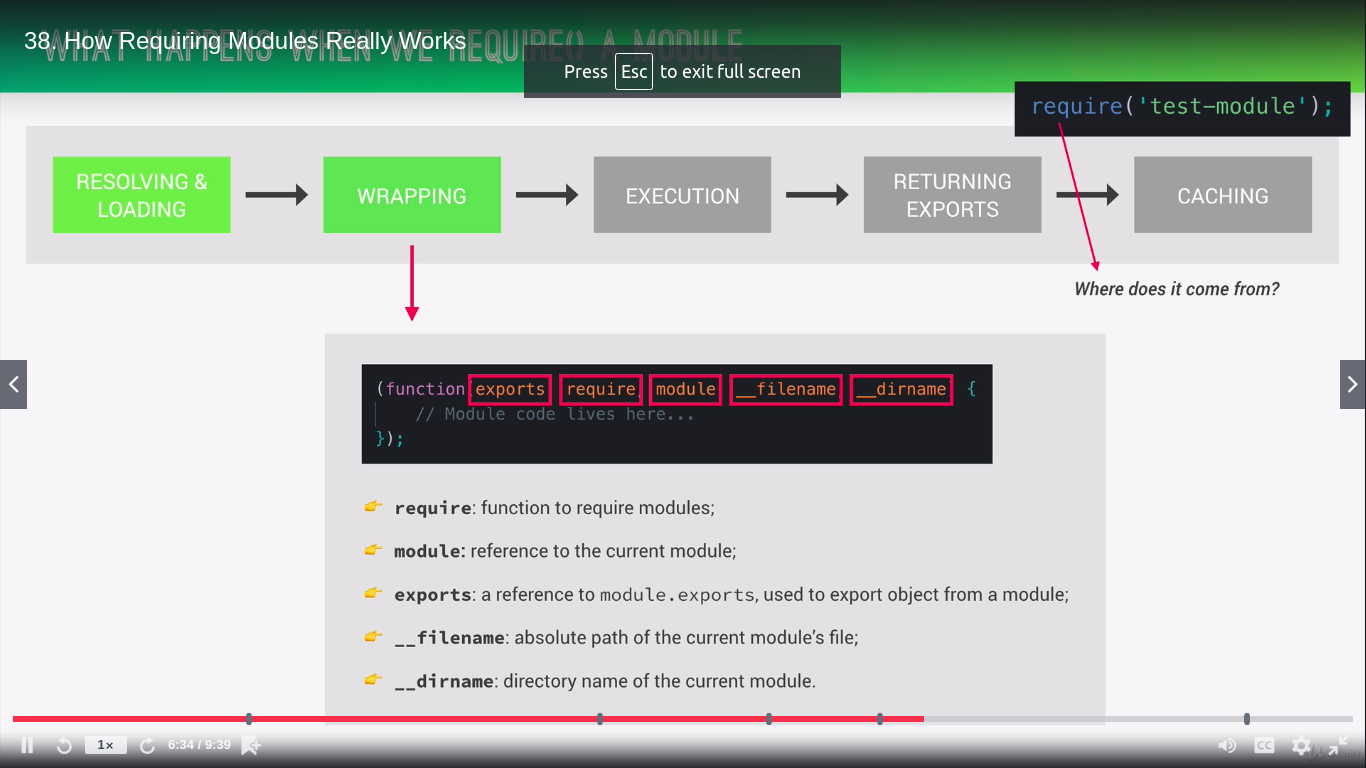 WHAT HAPPENS WHEN WE REQUIRE() A MODULE
38. How Requiring Modules Really Works
Press Esc to exit full screen
require('test-module');
RESOLVING &
LOADING
WRAPPING
EXECUTION
RETURNING
EXPORTS
CACHING
Where does it come from?
(function(exports, require, module, __filename, __dirname) {
// Module code lives here...
});
👉 require: function to require modules;
👉 module: reference to the current module;
👉 exports: a reference to module.exports, used to export object from a module;
👉 __filename: absolute path of the current module’s file;
👉 __dirname: directory name of the current module.
1x
6:34 / 9:39
CC